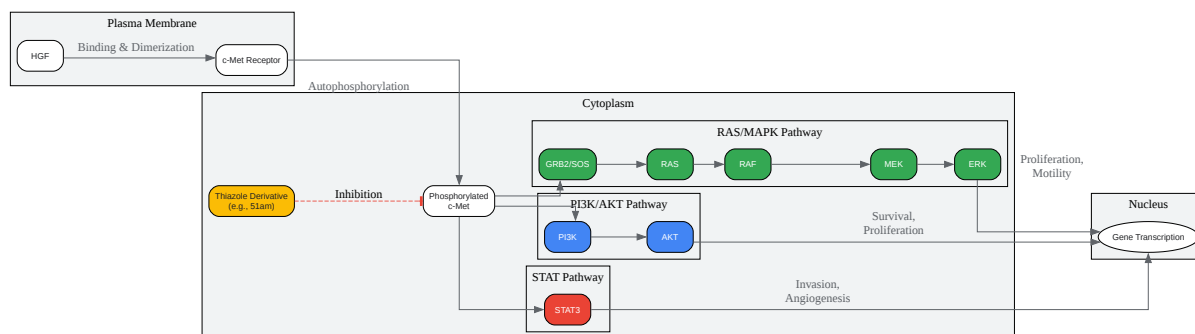 Plasma Membrane
HGF
Binding & Dimerization
c-Met Receptor
Autophosphorylation
Cytoplasm
RAS/MAPK Pathway
GRB2/SOS
RAS
RAF
MEK
ERK
Proliferation,
Motility
Thiazole Derivative
(e.g., 51am)
Inhibition
Phosphorylated
c-Met
PI3K/AKT Pathway
PI3K
AKT
Survival,
Proliferation
Nucleus
Gene Transcription
STAT Pathway
STAT3
Invasion,
Angiogenesis